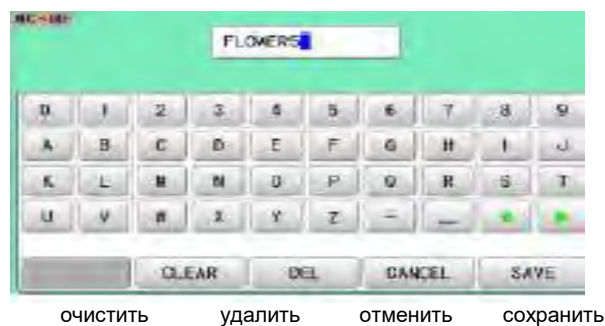 FLOWERS
0 1 2 3 4 5 6 7 8 9
A B C D E F G H I J
K L M N O P Q R S T
U V W X Y Z - _
CLEAR DEL CANCEL SAVE
очистить удалить отменить сохранить